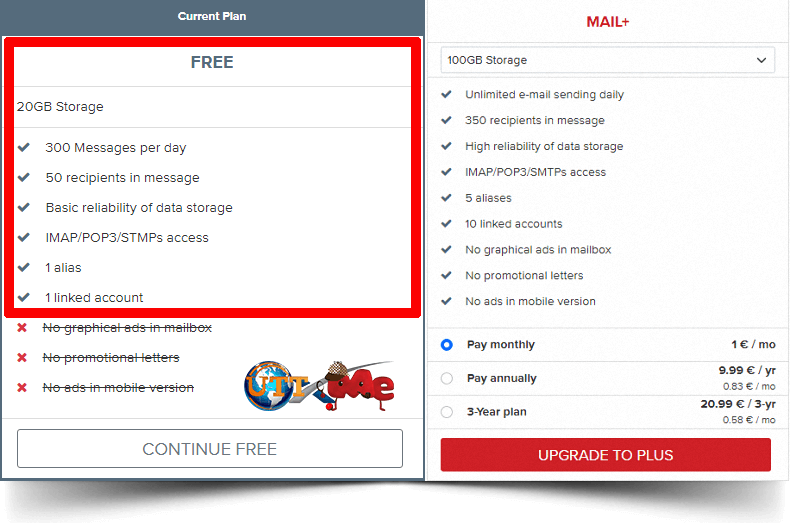 Current Plan
FREE
20GB Storage
300 Messages per day
50 recipients in message
Basic reliability of data storage
IMAP/POP3/STMPs access
1 alias
1 linked account
No graphical ads in mailbox
No promotional letters
No ads in mobile version
UTT
CONTINUE FREE
MAIL+
100GB Storage
Unlimited e-mail sending daily
350 recipients in message
High reliability of data storage
IMAP/POP3/SMTPs access
5 aliases
10 linked accounts
No graphical ads in mailbox
No promotional letters
No ads in mobile version
Pay monthly 1 € / mo
Pay annually 9.99 € / yr
0.83 € / mo
3-Year plan 20.99 € / 3-yr
0.58 € / mo
UPGRADE TO PLUS